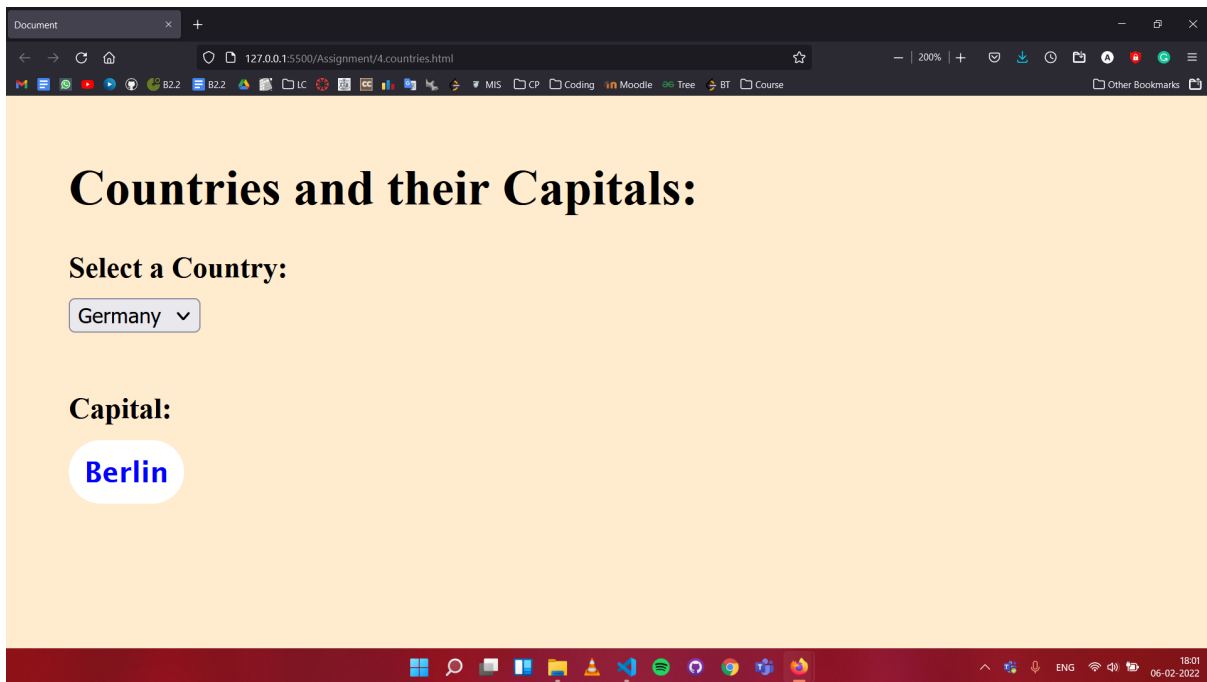 Document
127.0.0.1:5500/Assignment/4.countries.html
200%
B2.2
B2.2
LC
CC
MIS
CP
Coding
Moodle
Tree
BT
Course
Other Bookmarks
Countries and their Capitals:
Select a Country:
Germany
Capital:
Berlin
ENG
18:01
06-02-2022